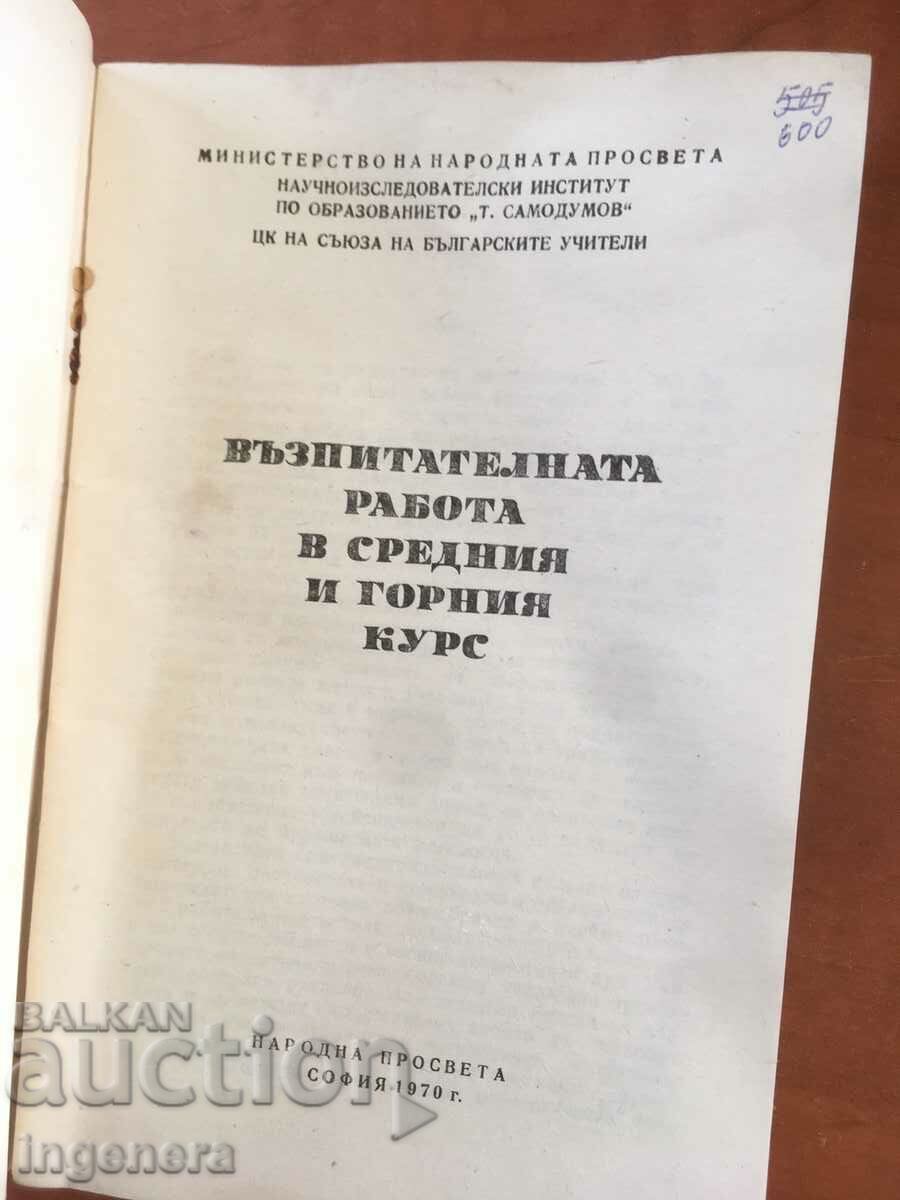 505
600
МИНИСТЕРСТВО НА НАРОДНАТА ПРОСВЕТА
НАУЧНОИЗСЛЕДОВАТЕЛСКИ ИНСТИТУТ
ПО ОБРАЗОВАНИЕТО „Т. САМОДУМОВ“
ЦК НА СЪЮЗА НА БЪЛГАРСКИТЕ УЧИТЕЛИ
ВЪЗПИТАТЕЛНАТА
РАБОТА
В СРЕДНИЯ
И ГОРНИЯ
КУРС
НАРОДНА ПРОСВЕТА
СОФИЯ 1970 г.
BALKAN
auction
ingenera